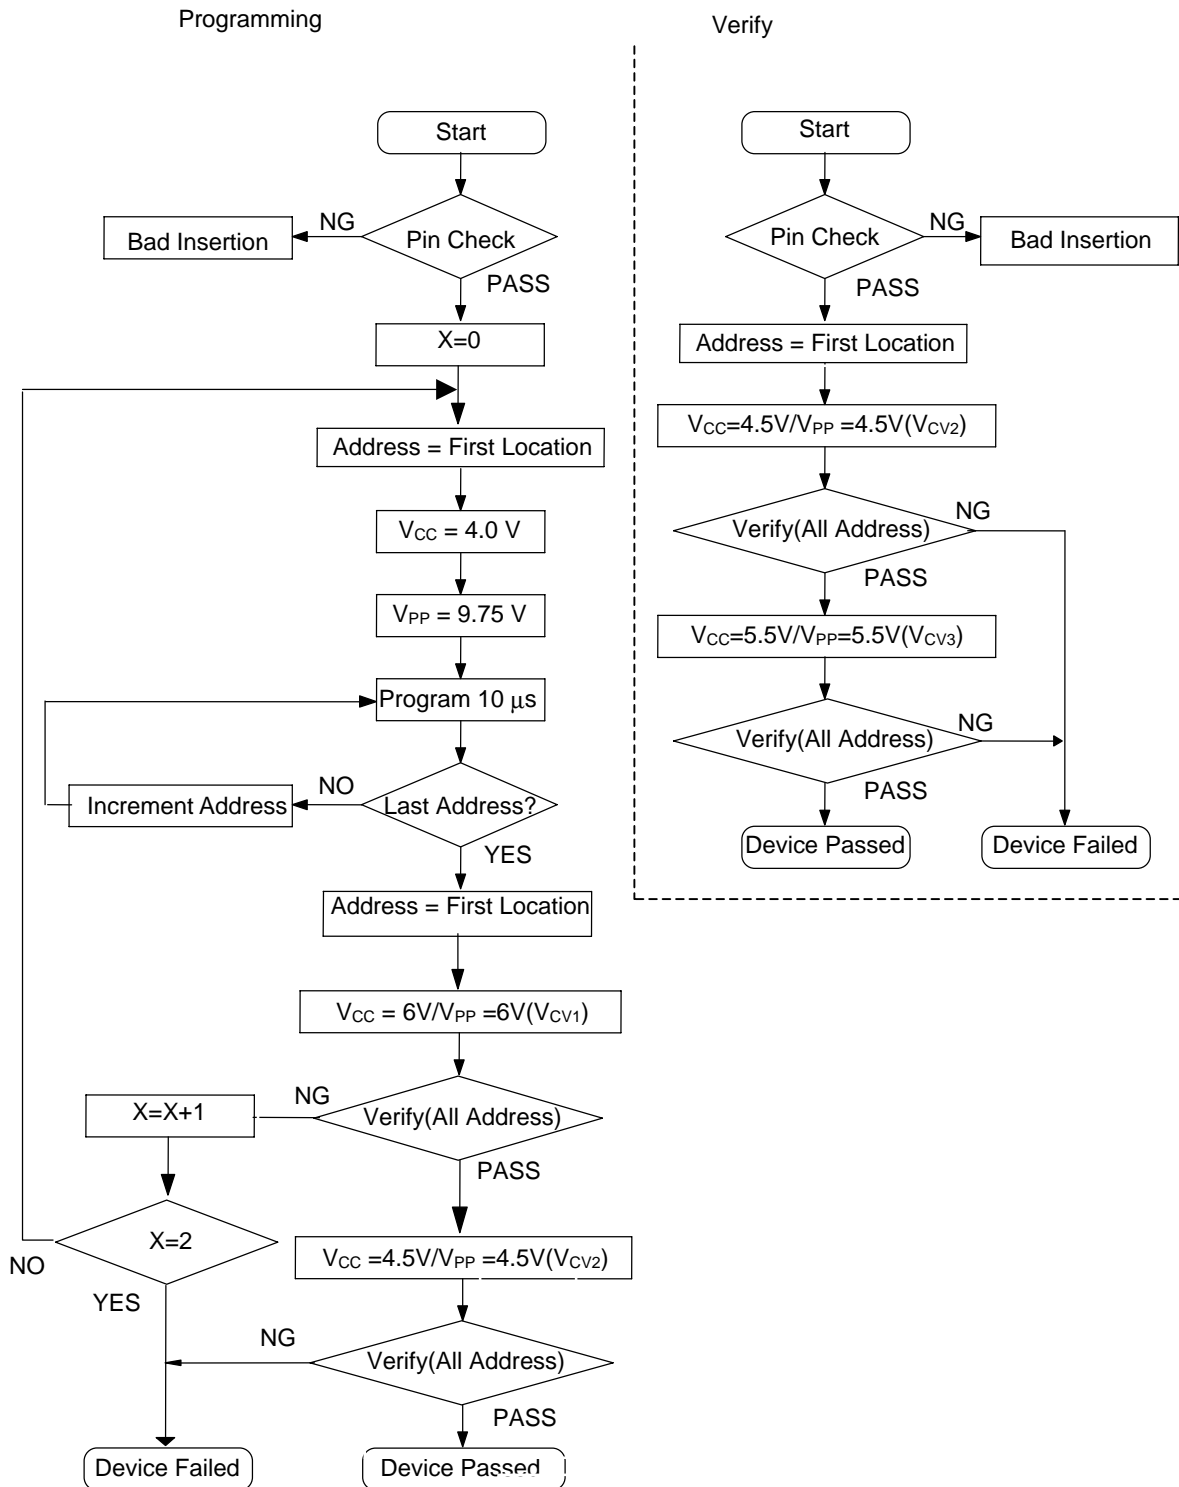 Programming
Start
Pin Check
NG
Bad Insertion
PASS
X=0
Address = First Location
VCC = 4.0 V
VPP = 9.75 V
Program 10 μs
Last Address?
NO
Increment Address
YES
Address = First Location
VCC = 6V/VPP =6V(VCV1)
Verify(All Address)
NG
X=X+1
X=2
NO
YES
PASS
VCC =4.5V/VPP =4.5V(VCV2)
Verify(All Address)
NG
PASS
Device Failed
Device Passed
Verify
Start
Pin Check
NG
Bad Insertion
PASS
Address = First Location
VCC=4.5V/VPP =4.5V(VCV2)
Verify(All Address)
NG
PASS
VCC=5.5V/VPP=5.5V(VCV3)
Verify(All Address)
NG
PASS
Device Passed
Device Failed